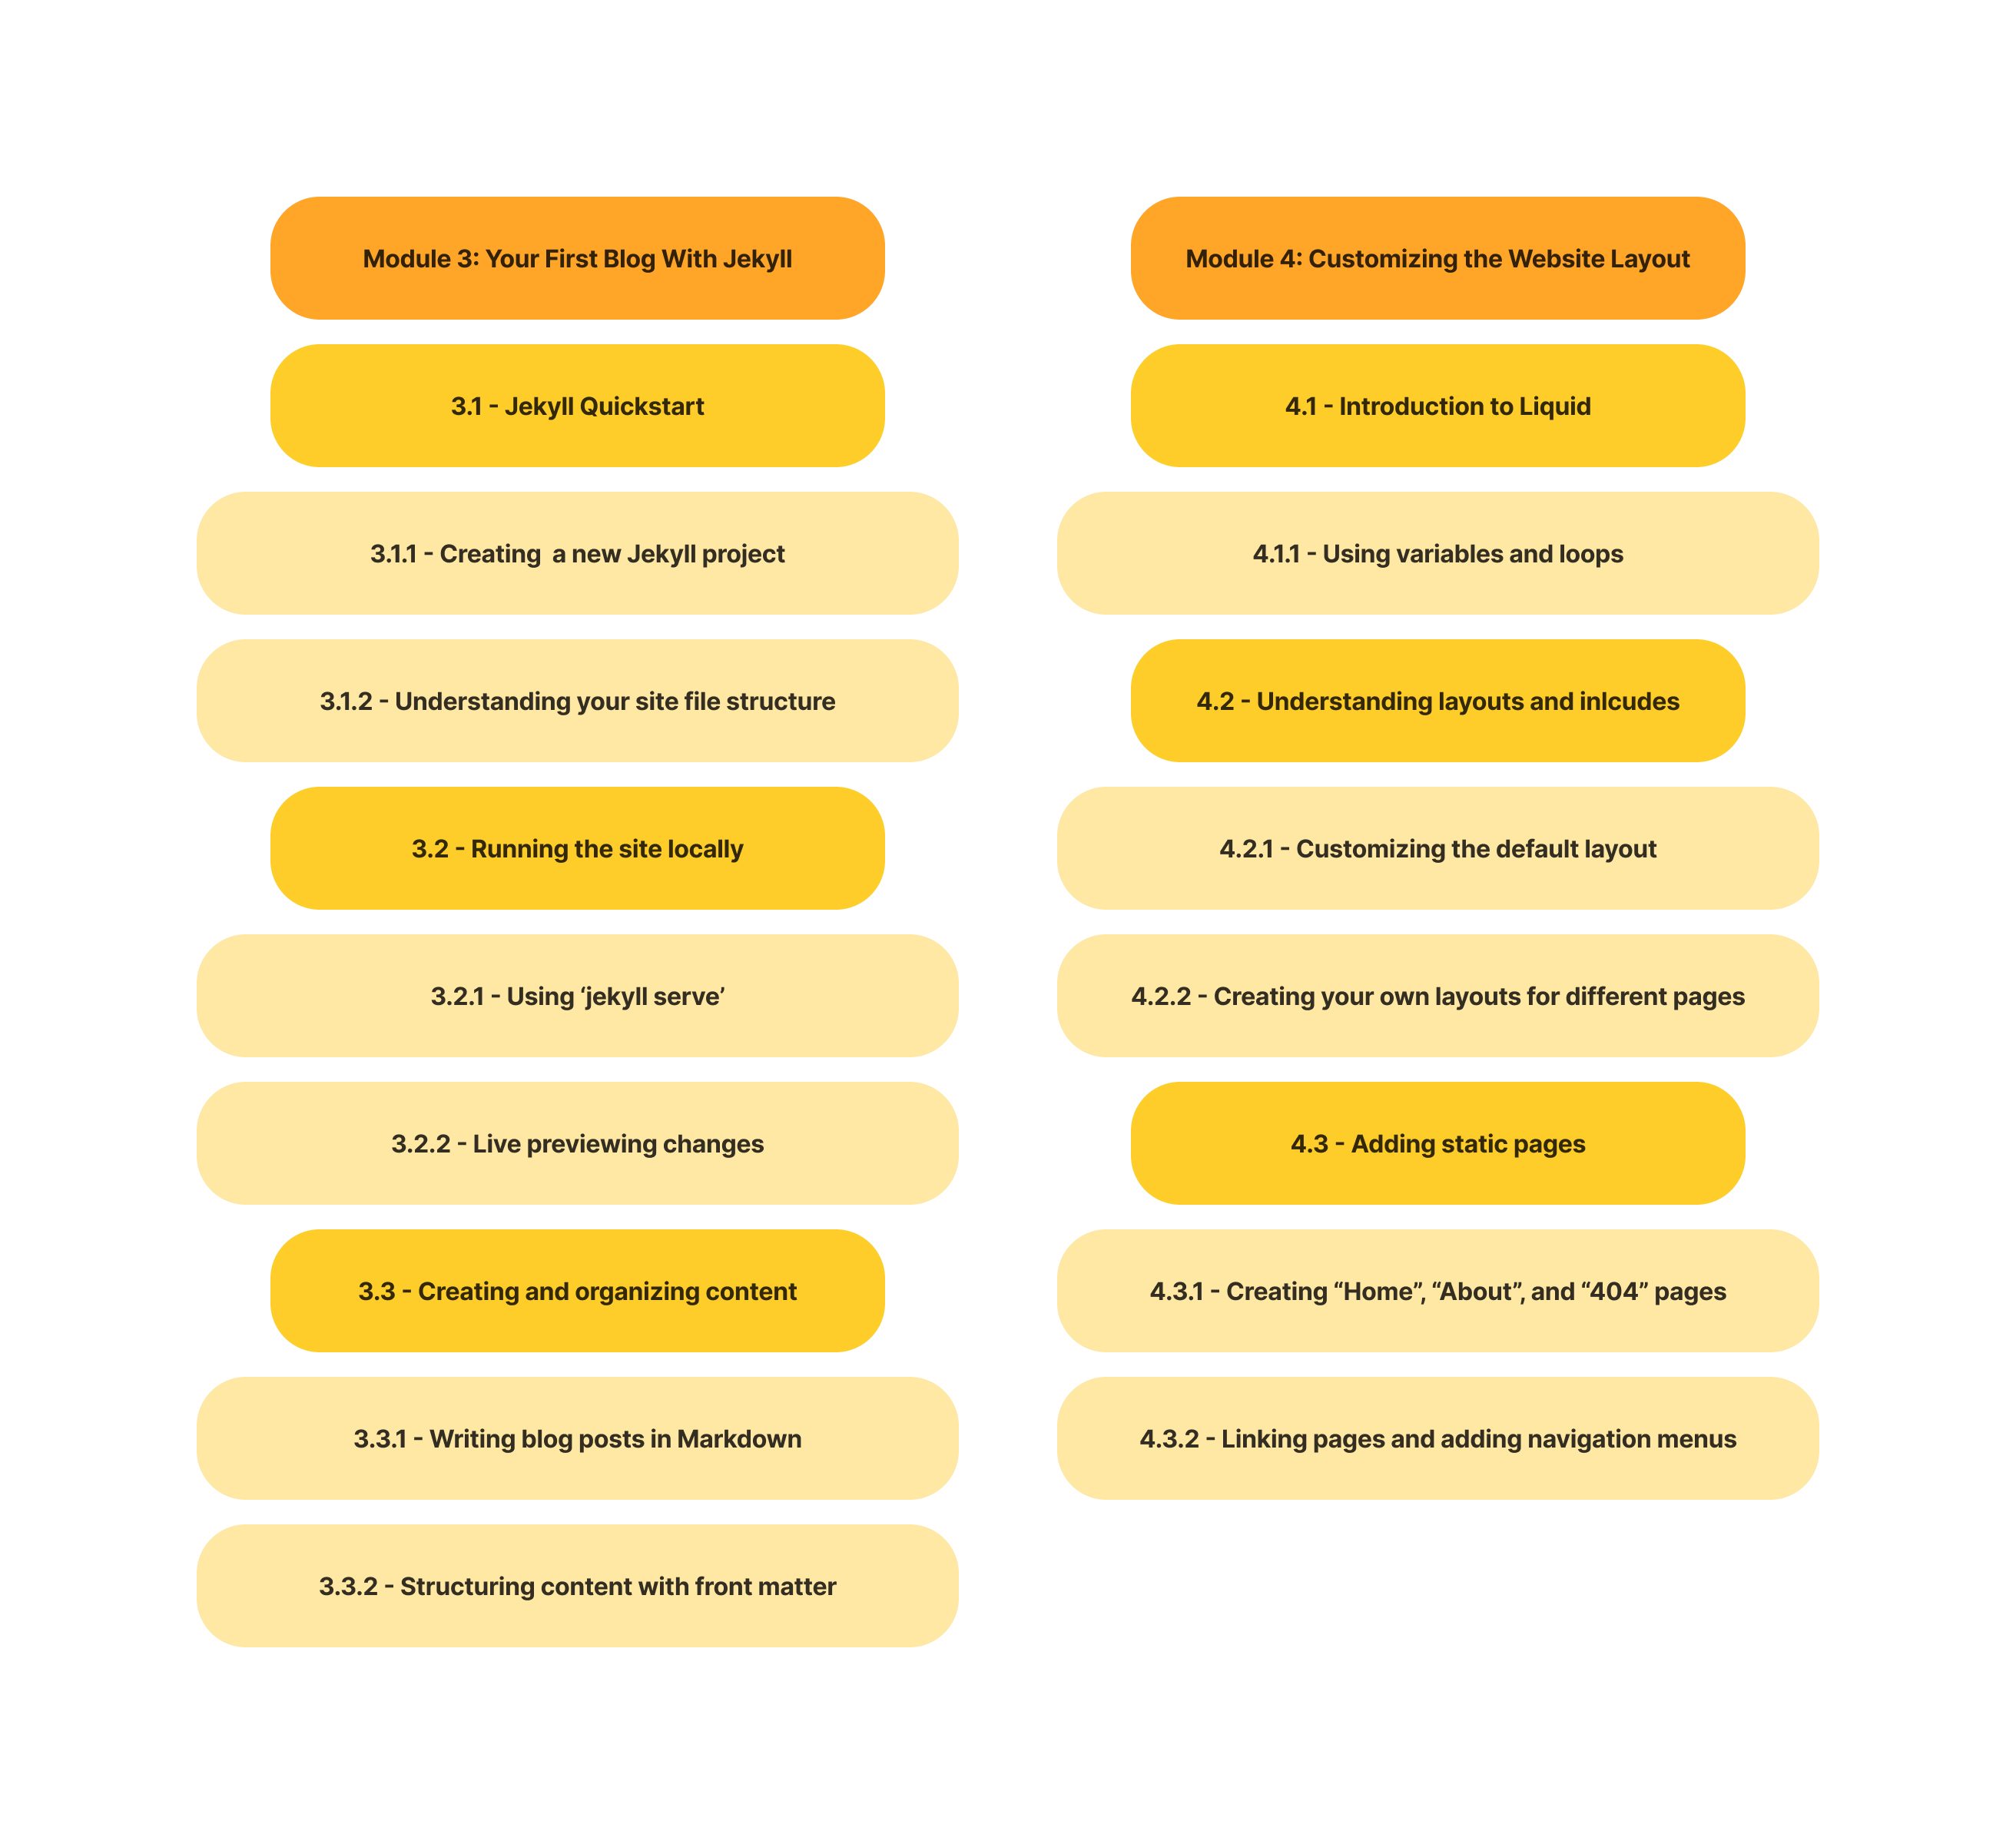 Module 3: Your First Blog With Jekyll
3.1 - Jekyll Quickstart
3.1.1 - Creating  a new Jekyll project
3.1.2 - Understanding your site file structure
3.2 - Running the site locally
3.2.1 - Using ‘jekyll serve’
3.2.2 - Live previewing changes
3.3 - Creating and organizing content
3.3.1 - Writing blog posts in Markdown
3.3.2 - Structuring content with front matter
Module 4: Customizing the Website Layout
4.1 - Introduction to Liquid
4.1.1 - Using variables and loops
4.2 - Understanding layouts and inlcudes
4.2.1 - Customizing the default layout
4.2.2 - Creating your own layouts for different pages
4.3 - Adding static pages
4.3.1 - Creating “Home”, “About”, and “404” pages
4.3.2 - Linking pages and adding navigation menus